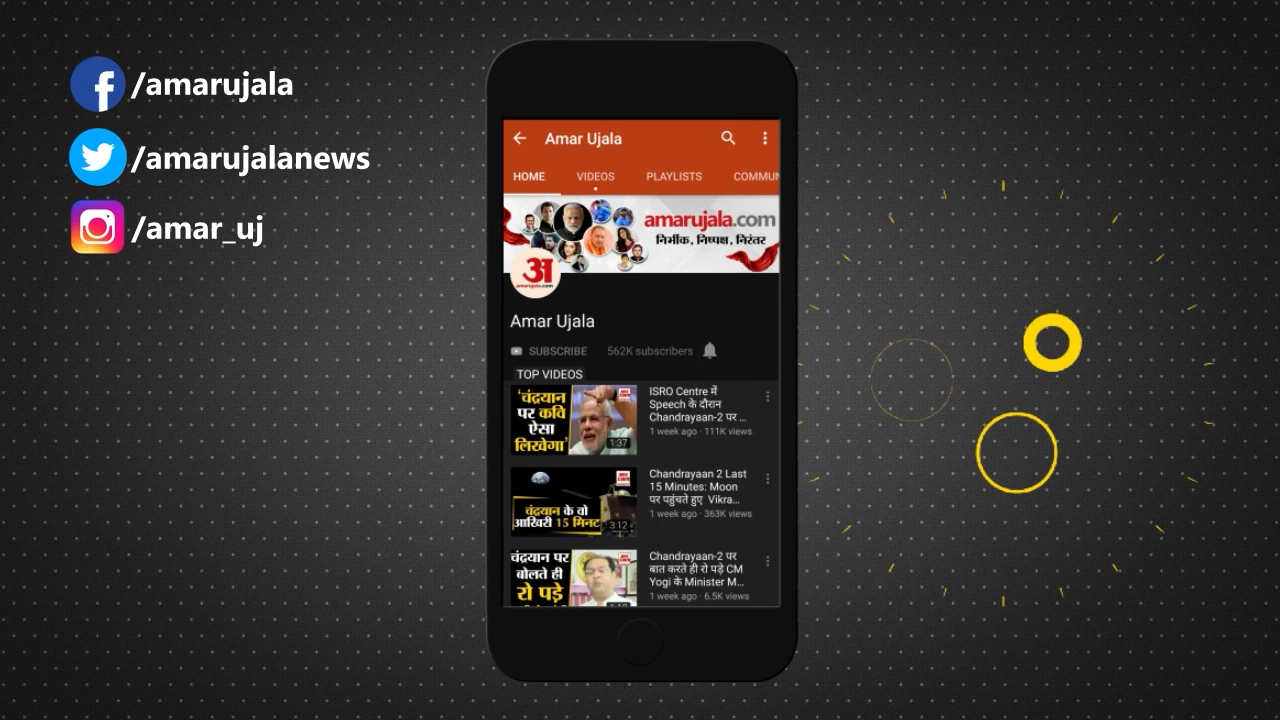 /amarujala
/amarujalanews
/amar_uj
Amar Ujala
HOME VIDEOS PLAYLISTS COMMUN
amarujala.com
निर्भीक, निष्पक्ष, निरंतर
अ
amarujala.com
Amar Ujala
SUBSCRIBE 562K subscribers
TOP VIDEOS
'चंद्रयान
पर कवि
ऐसा
लिखेगा'
1:37
ISRO Centre में
Speech के दौरान
Chandrayaan-2 पर ...
1 week ago · 111K views
चंद्रयान के वो
आखिरी 15 मिनट
3:12
Chandrayaan 2 Last
15 Minutes: Moon
पर पहुंचते हुए Vikra...
1 week ago · 363K views
चंद्रयान पर
बोलते ही
रो पड़े
Chandrayaan-2 पर
बात करते ही रो पड़े CM
Yogi के Minister M...
1 week ago · 6.5K views